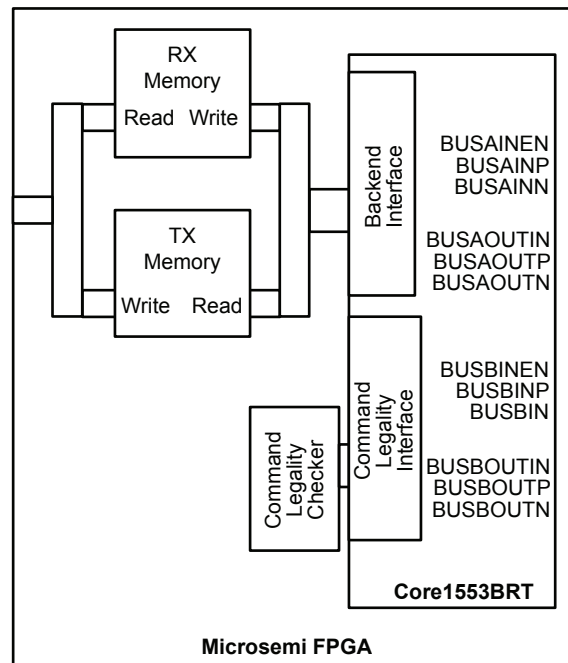 RX
Memory
Read Write
TX
Memory
Write Read
Backend
Interface
BUSAINEN
BUSAINP
BUSAINN
BUSAOUTIN
BUSAOUTP
BUSAOUTN
Command
Legality
Interface
Command
Legality
Checker
BUSBINEN
BUSBINP
BUSBIN
BUSBOUTIN
BUSBOUTP
BUSBOUTN
Core1553BRT
Microsemi FPGA